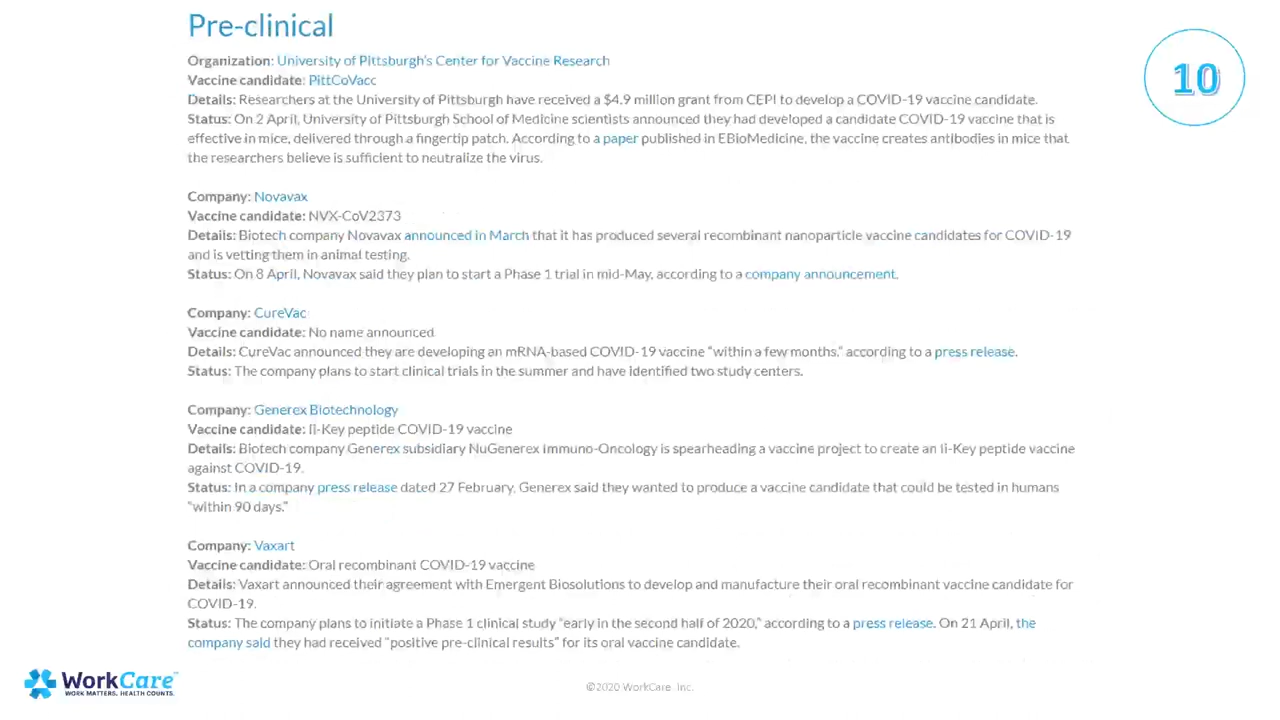 Pre-clinical
10
Organization: University of Pittsburgh's Center for Vaccine Research
Vaccine candidate: PittCoVacc
Details: Researchers at the University of Pittsburgh have received a $4.9 million grant from CEPI to develop a COVID-19 vaccine candidate.
Status: On 2 April, University of Pittsburgh School of Medicine scientists announced they had developed a candidate COVID-19 vaccine that is
effective in mice, delivered through a fingertip patch. According to a paper published in EBioMedicine, the vaccine creates antibodies in mice that
the researchers believe is sufficient to neutralize the virus.
Company: Novavax
Vaccine candidate: NVX-CoV2373
Details: Biotech company Novavax announced in March that it has produced several recombinant nanoparticle vaccine candidates for COVID-19
and is vetting them in animal testing.
Status: On 8 April, Novavax said they plan to start a Phase 1 trial in mid-May, according to a company announcement.
Company: CureVac
Vaccine candidate: No name announced
Details: CureVac announced they are developing an mRNA-based COVID-19 vaccine "within a few months," according to a press release.
Status: The company plans to start clinical trials in the summer and have identified two study centers.
Company: Generex Biotechnology
Vaccine candidate: Ii-Key peptide COVID-19 vaccine
Details: Biotech company Generex subsidiary NuGenerex Immuno-Oncology is spearheading a vaccine project to create an Ii-Key peptide vaccine
against COVID-19.
Status: In a company press release dated 27 February, Generex said they wanted to produce a vaccine candidate that could be tested in humans
"within 90 days."
Company: Vaxart
Vaccine candidate: Oral recombinant COVID-19 vaccine
Details: Vaxart announced their agreement with Emergent Biosolutions to develop and manufacture their oral recombinant vaccine candidate for
COVID-19.
Status: The company plans to initiate a Phase 1 clinical study "early in the second half of 2020," according to a press release. On 21 April, the
company said they had received "positive pre-clinical results" for its oral vaccine candidate.
WorkCare™
WORK MATTERS. HEALTH COUNTS.
©2020 WorkCare, Inc.